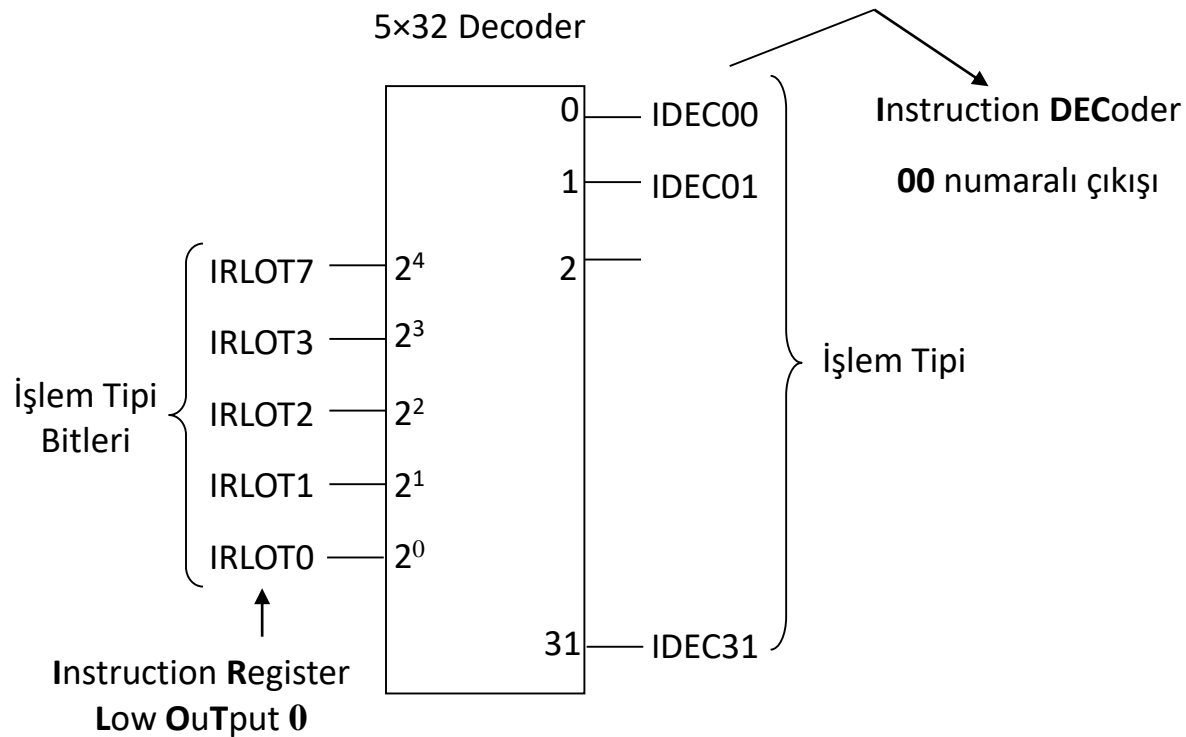 5×32 Decoder
0 IDEC00
1 IDEC01
2
31 IDEC31
Instruction DECoder
00 numaralı çıkışı
İşlem Tipi
IRLOT7 2⁴
IRLOT3 2³
IRLOT2 2²
IRLOT1 2¹
IRLOT0 2⁰
İşlem Tipi
Bitleri
Instruction Register
Low OuTput 0